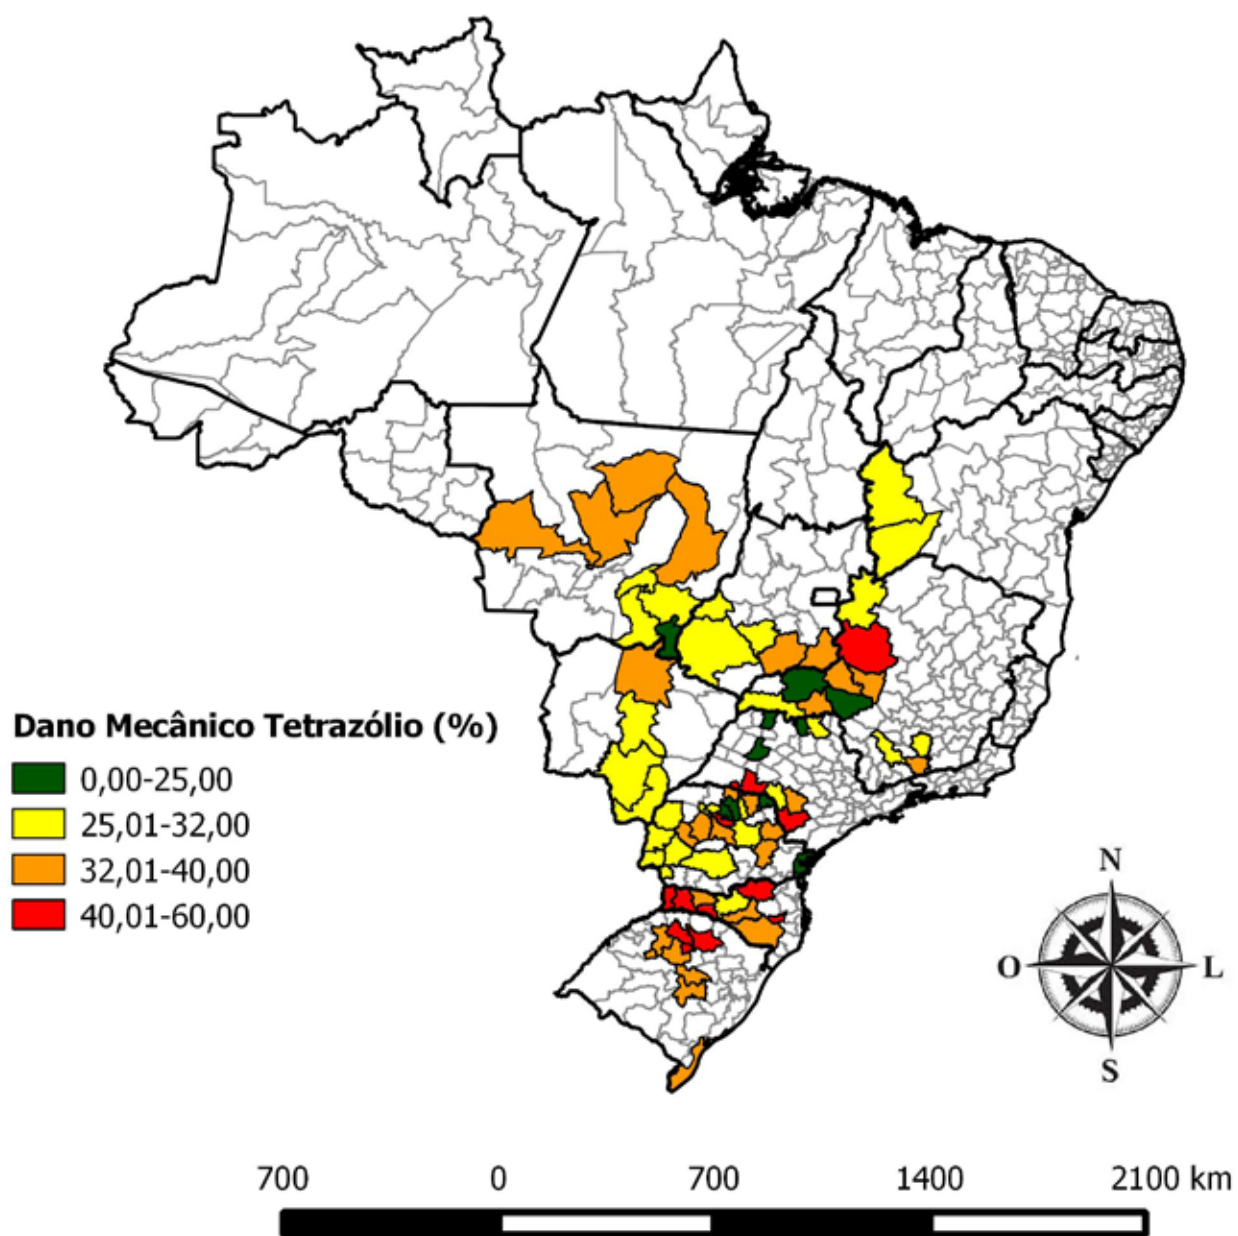 Dano Mecânico Tetrazólio (%)
0,00-25,00
25,01-32,00
32,01-40,00
40,01-60,00
N
O
L
S
700 0 700 1400 2100 km